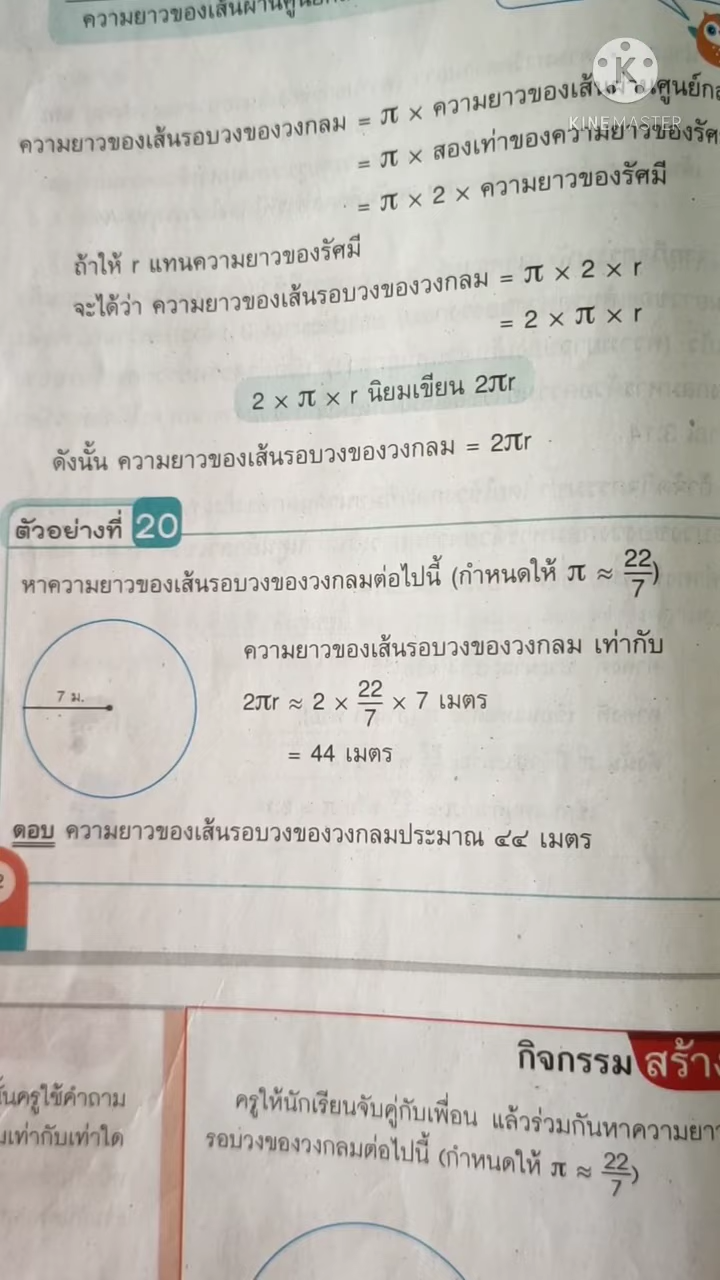 ความยาวของเส้นผ่านศูนย์
KINEMASTER
ความยาวของเส้นรอบวงของวงกลม = π × ความยาวของเส้นผ่านศูนย์กล
= π × สองเท่าของความยาวของรัศ
= π × 2 × ความยาวของรัศมี
ถ้าให้ r แทนความยาวของรัศมี
จะได้ว่า ความยาวของเส้นรอบวงของวงกลม = π × 2 × r
= 2 × π × r
2 × π × r นิยมเขียน 2πr
ดังนั้น ความยาวของเส้นรอบวงของวงกลม = 2πr
ตัวอย่างที่ 20
หาความยาวของเส้นรอบวงของวงกลมต่อไปนี้ (กำหนดให้ π ≈ 22/7)
7 ม.
ความยาวของเส้นรอบวงของวงกลม เท่ากับ
2πr ≈ 2 × 22/7 × 7 เมตร
= 44 เมตร
ตอบ ความยาวของเส้นรอบวงของวงกลมประมาณ ๔๔ เมตร
กิจกรรม สร้าง
นครูใช้คำถาม
เท่ากับเท่าใด
ครูให้นักเรียนจับคู่กับเพื่อน แล้วร่วมกันหาความยา
รอบวงของวงกลมต่อไปนี้ (กำหนดให้ π ≈ 22/7)